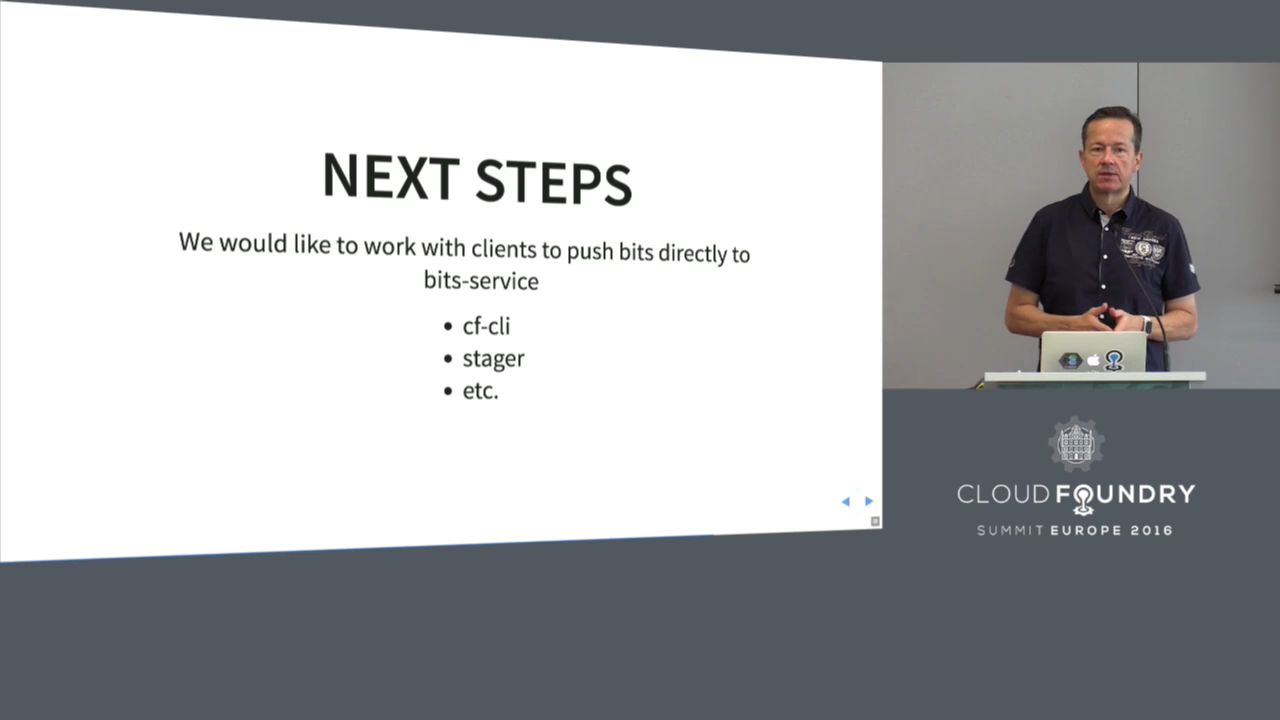 NEXT STEPS
We would like to work with clients to push bits directly to
bits-service
• cf-cli
• stager
• etc.
CLOUD FOUNDRY
SUMMIT EUROPE 2016